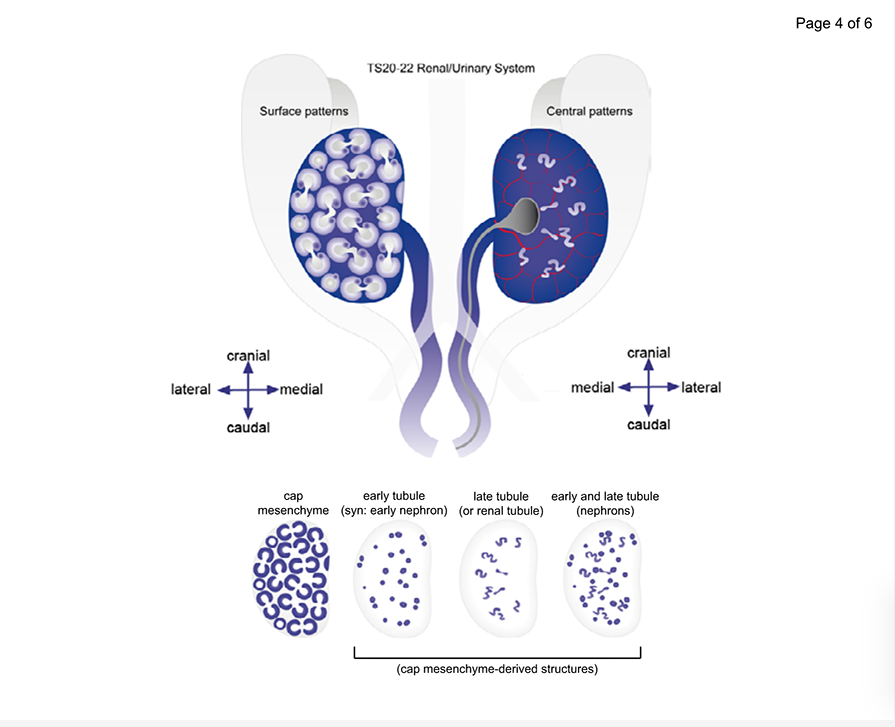 Page 4 of 6
TS20-22 Renal/Urinary System
Surface patterns
Central patterns
cranial
lateral
medial
caudal
cranial
medial
lateral
caudal
cap
mesenchyme
early tubule
(syn: early nephron)
late tubule
(or renal tubule)
early and late tubule
(nephrons)
(cap mesenchyme-derived structures)